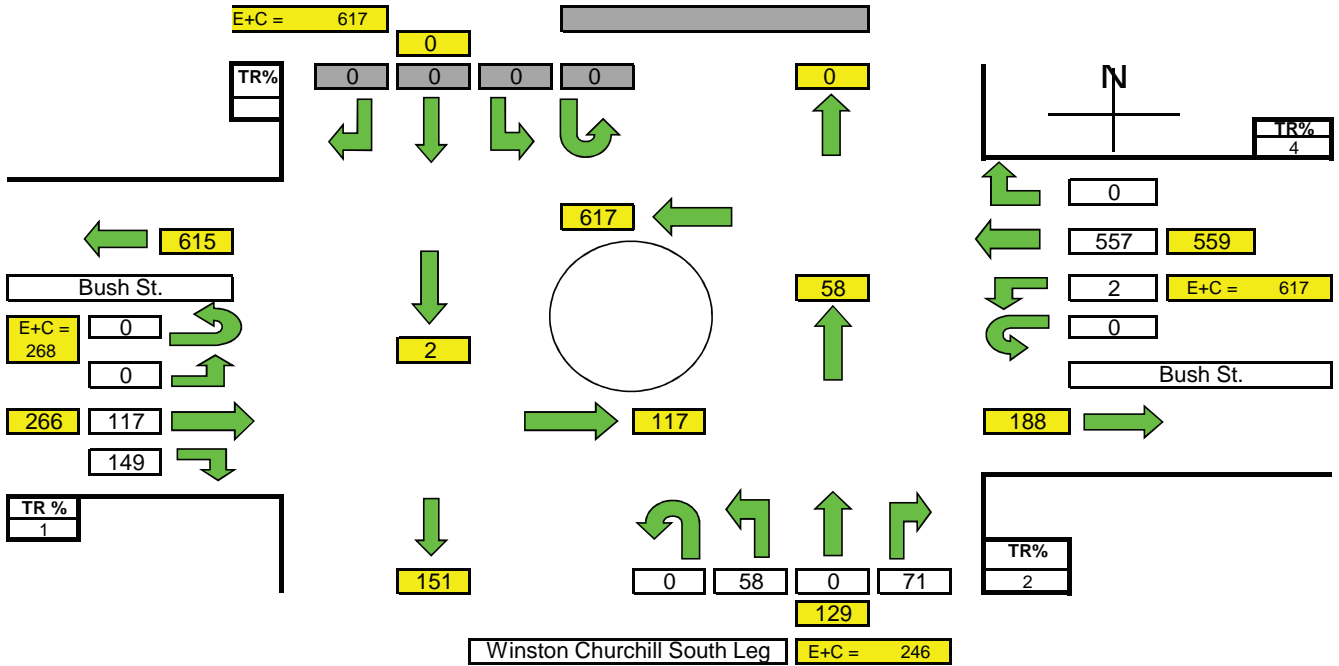 E+C = 617
0
TR%
0 0 0 0
0
N
TR%
4
0
617
615
557 559
Bush St.
58
2 E+C = 617
E+C =
268
0
0
2
0
Bush St.
266 117
117
188
149
TR %
1
TR%
2
151
0 58 0 71
129
Winston Churchill South Leg E+C = 246